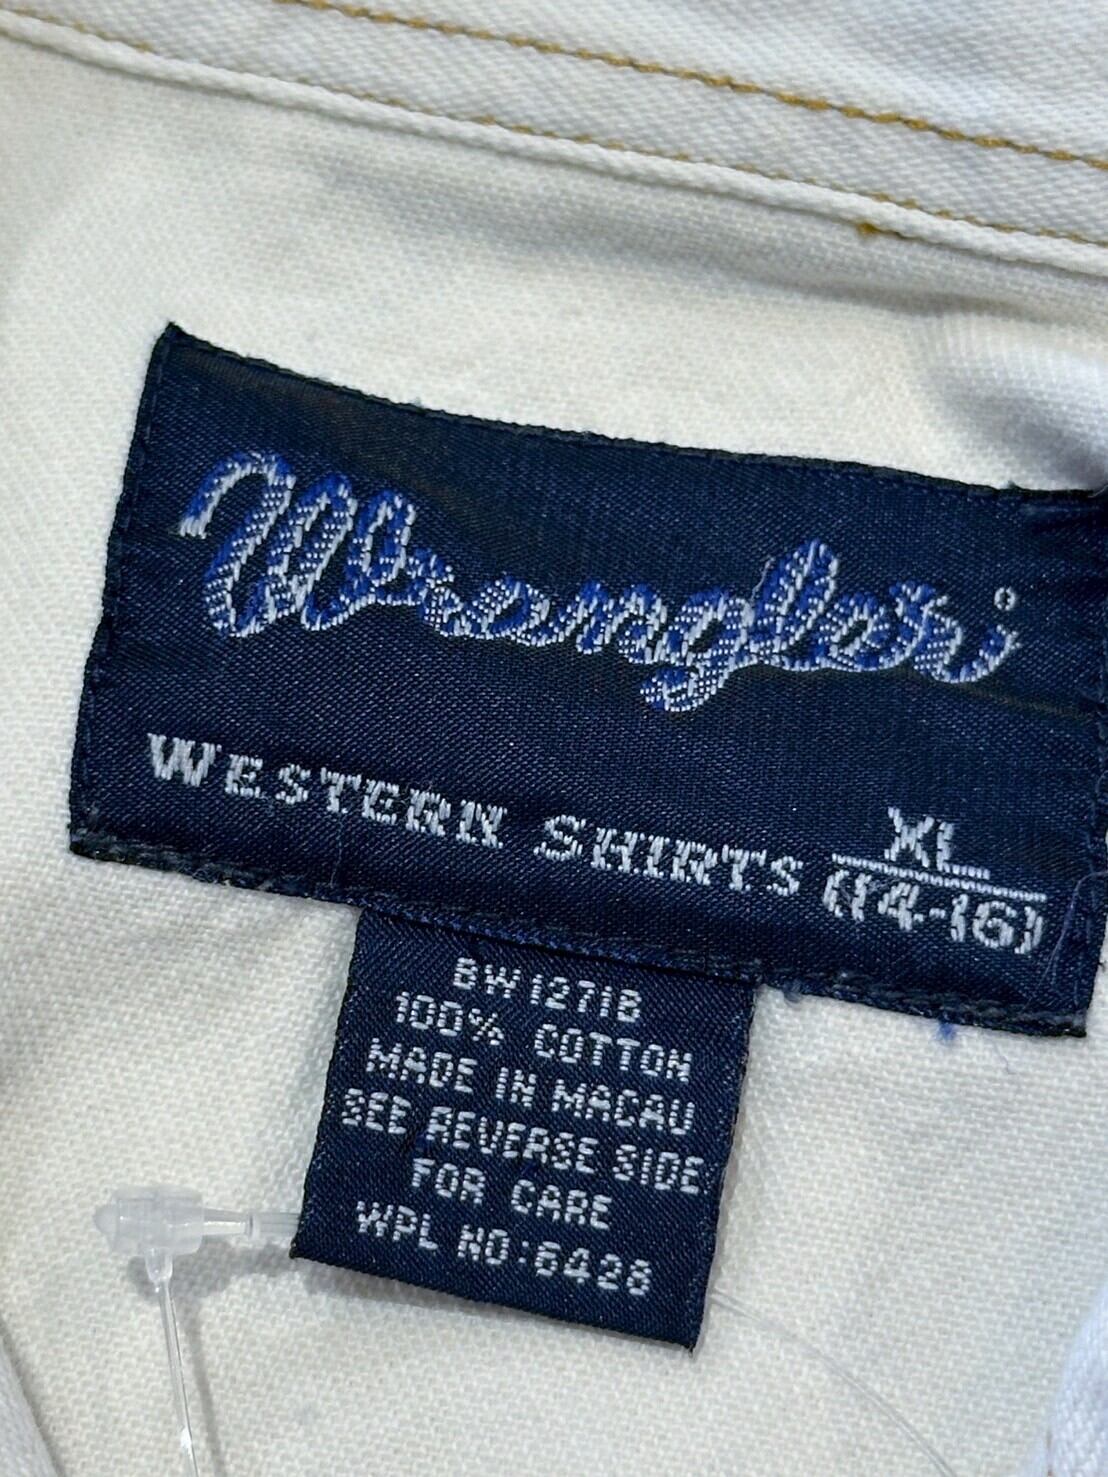 Wrangler
WESTERN SHIRTS XL
(14-16)
BW1271B
100% COTTON
MADE IN MACAU
SEE REVERSE SIDE
FOR CARE
WPL NO:6428